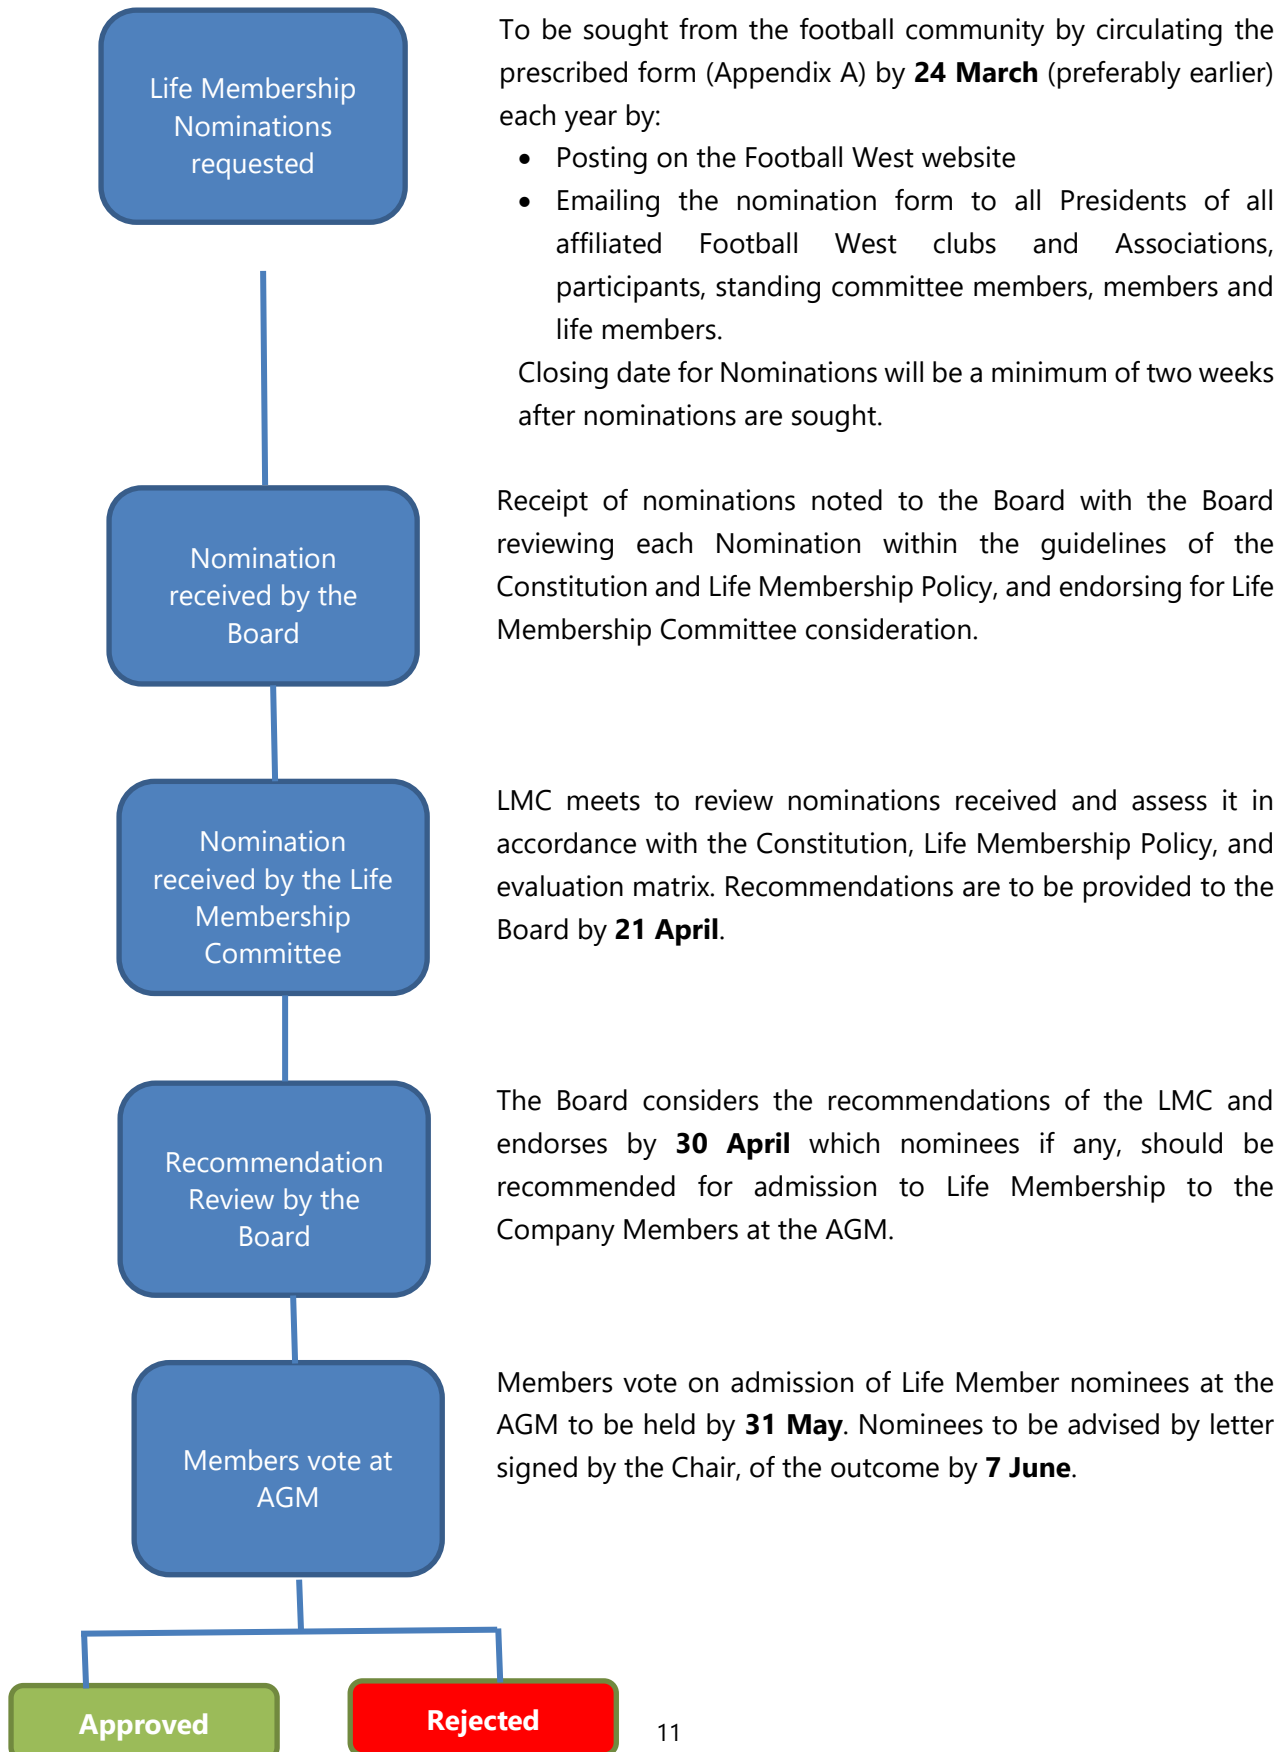 Life Membership
Nominations
requested
To be sought from the football community by circulating the
prescribed form (Appendix A) by 24 March (preferably earlier)
each year by:
• Posting on the Football West website
• Emailing the nomination form to all Presidents of all
affiliated Football West clubs and Associations,
participants, standing committee members, members and
life members.
Closing date for Nominations will be a minimum of two weeks
after nominations are sought.
Nomination
received by the
Board
Receipt of nominations noted to the Board with the Board
reviewing each Nomination within the guidelines of the
Constitution and Life Membership Policy, and endorsing for Life
Membership Committee consideration.
Nomination
received by the Life
Membership
Committee
LMC meets to review nominations received and assess it in
accordance with the Constitution, Life Membership Policy, and
evaluation matrix. Recommendations are to be provided to the
Board by 21 April.
Recommendation
Review by the
Board
The Board considers the recommendations of the LMC and
endorses by 30 April which nominees if any, should be
recommended for admission to Life Membership to the
Company Members at the AGM.
Members vote at
AGM
Members vote on admission of Life Member nominees at the
AGM to be held by 31 May. Nominees to be advised by letter
signed by the Chair, of the outcome by 7 June.
Approved
Rejected
11